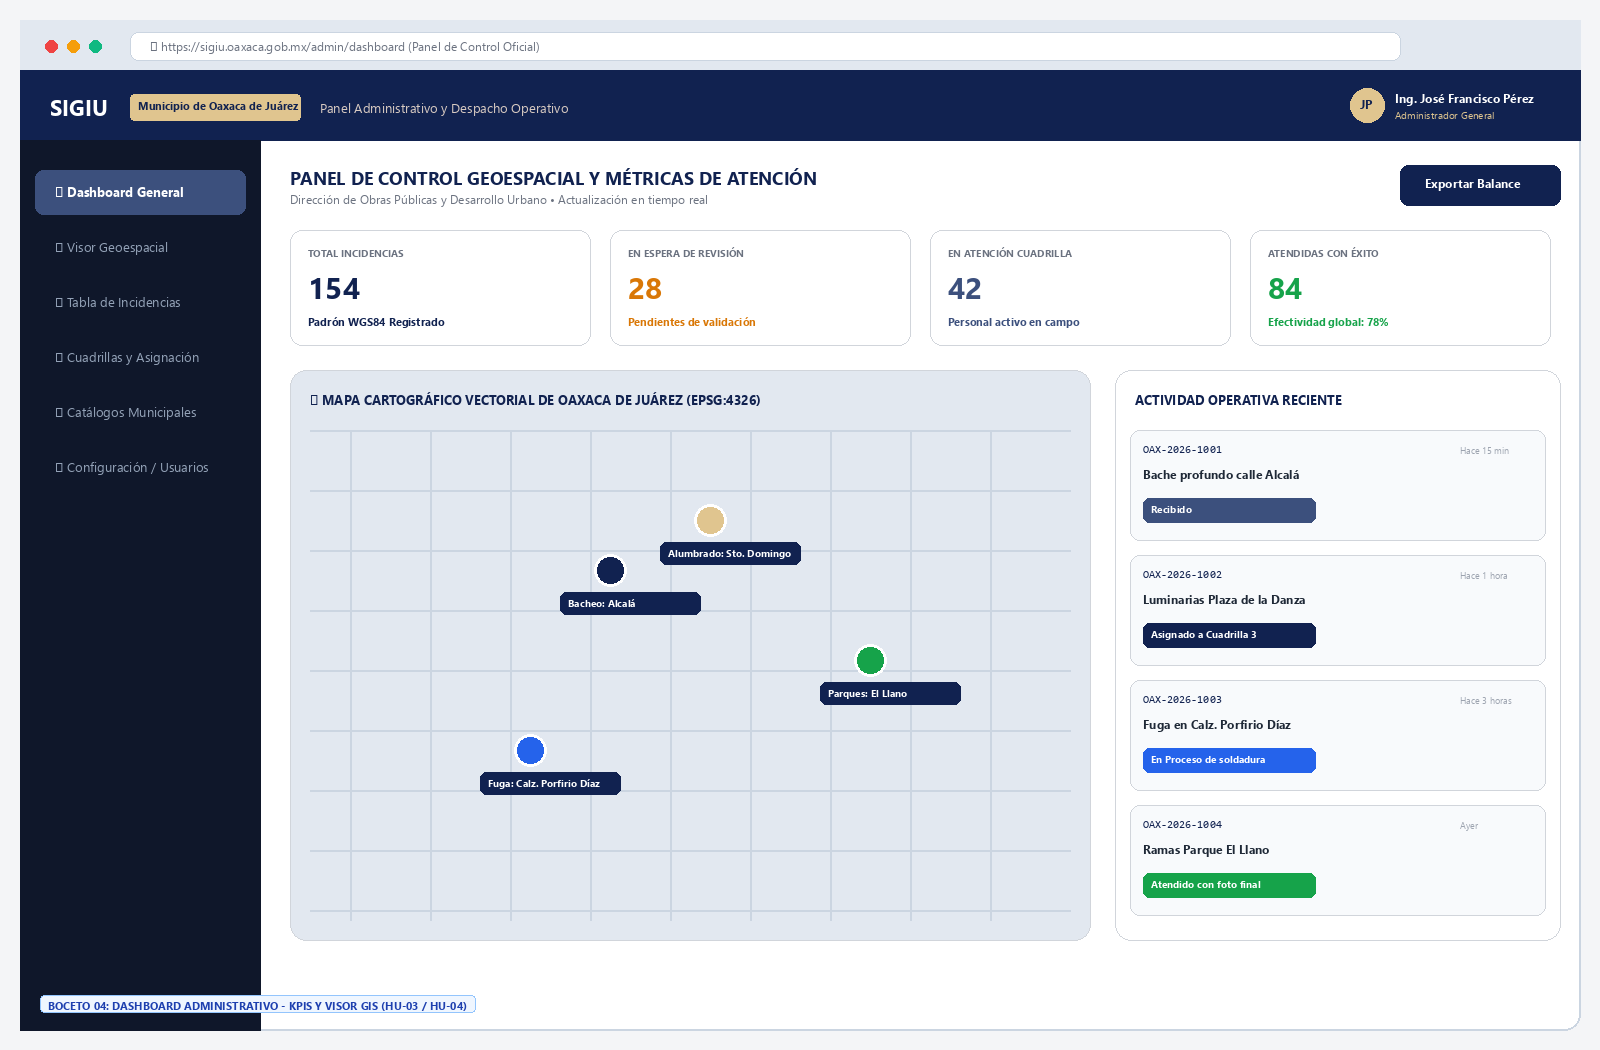 https://sigiu.oaxaca.gob.mx/admin/dashboard (Panel de Control Oficial)
SIGIU
Municipio de Oaxaca de Juárez
Panel Administrativo y Despacho Operativo
JP
Ing. José Francisco Pérez
Administrador General
Dashboard General
Visor Geoespacial
Tabla de Incidencias
Cuadrillas y Asignación
Catálogos Municipales
Configuración / Usuarios
PANEL DE CONTROL GEOESPACIAL Y MÉTRICAS DE ATENCIÓN
Dirección de Obras Públicas y Desarrollo Urbano • Actualización en tiempo real
Exportar Balance
TOTAL INCIDENCIAS
154
Padrón WGS84 Registrado
EN ESPERA DE REVISIÓN
28
Pendientes de validación
EN ATENCIÓN CUADRILLA
42
Personal activo en campo
ATENDIDAS CON ÉXITO
84
Efectividad global: 78%
MAPA CARTOGRÁFICO VECTORIAL DE OAXACA DE JUÁREZ (EPSG:4326)
Alumbrado: Sto. Domingo
Bacheo: Alcalá
Parques: El Llano
Fuga: Calz. Porfirio Díaz
ACTIVIDAD OPERATIVA RECIENTE
OAX-2026-1001
Hace 15 min
Bache profundo calle Alcalá
Recibido
OAX-2026-1002
Hace 1 hora
Luminarias Plaza de la Danza
Asignado a Cuadrilla 3
OAX-2026-1003
Hace 3 horas
Fuga en Calz. Porfirio Díaz
En Proceso de soldadura
OAX-2026-1004
Ayer
Ramas Parque El Llano
Atendido con foto final
BOCETO 04: DASHBOARD ADMINISTRATIVO - KPIS Y VISOR GIS (HU-03 / HU-04)